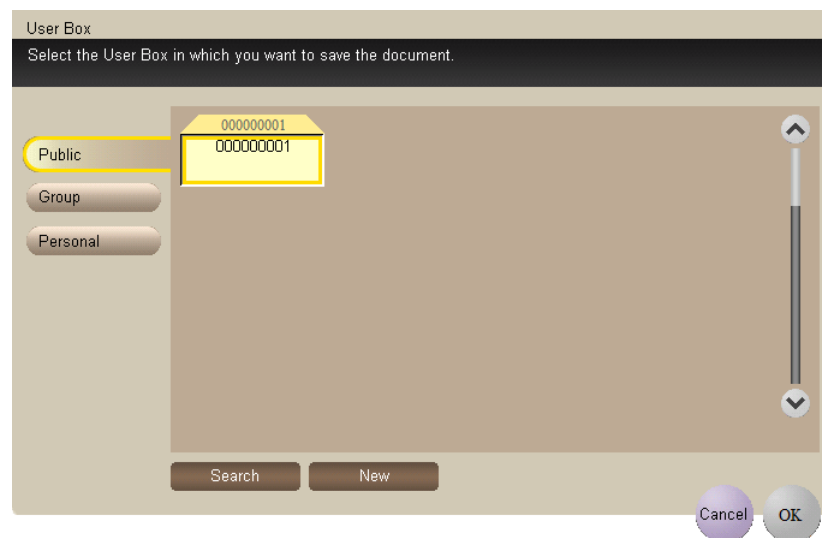 User Box
Select the User Box in which you want to save the document.
000000001
000000001
Public
Group
Personal
Search
New
Cancel
OK